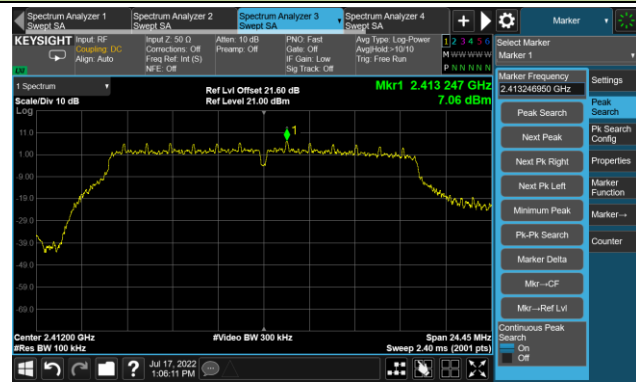 Spectrum Analyzer 1
Swept SA
Spectrum Analyzer 2
Swept SA
Spectrum Analyzer 3
Swept SA
Spectrum Analyzer 4
Swept SA
+
Marker
KEYSIGHT
Input: RF
Coupling: DC
Align: Auto
Input Z: 50 Ω
Corrections: Off
Freq Ref: Int (S)
NFE: Off
Atten: 10 dB
Preamp: Off
PNO: Fast
Gate: Off
IF Gain: Low
Sig Track: Off
Avg Type: Log-Power
Avg|Hold:>10/10
Trig: Free Run
1 2 3 4 5 6
M W W W W W
P N N N N N
Select Marker
Marker 1
1 Spectrum
Scale/Div 10 dB
Log
Ref Lvl Offset 21.60 dB
Ref Level 21.00 dBm
Mkr1 2.413 247 GHz
7.06 dBm
11.0
1.00
-9.00
-19.0
-29.0
-39.0
-49.0
-59.0
-69.0
1
Center 2.41200 GHz
#Res BW 100 kHz
#Video BW 300 kHz
Span 24.45 MHz
Sweep 2.40 ms (2001 pts)
Marker Frequency
2.413246950 GHz
Peak Search
Next Peak
Next Pk Right
Next Pk Left
Minimum Peak
Pk-Pk Search
Marker Delta
Mkr→CF
Mkr→Ref Lvl
Continuous Peak
Search
On
Off
Settings
Peak
Search
Pk Search
Config
Properties
Marker
Function
Marker→
Counter
?
Jul 17, 2022
1:06:11 PM